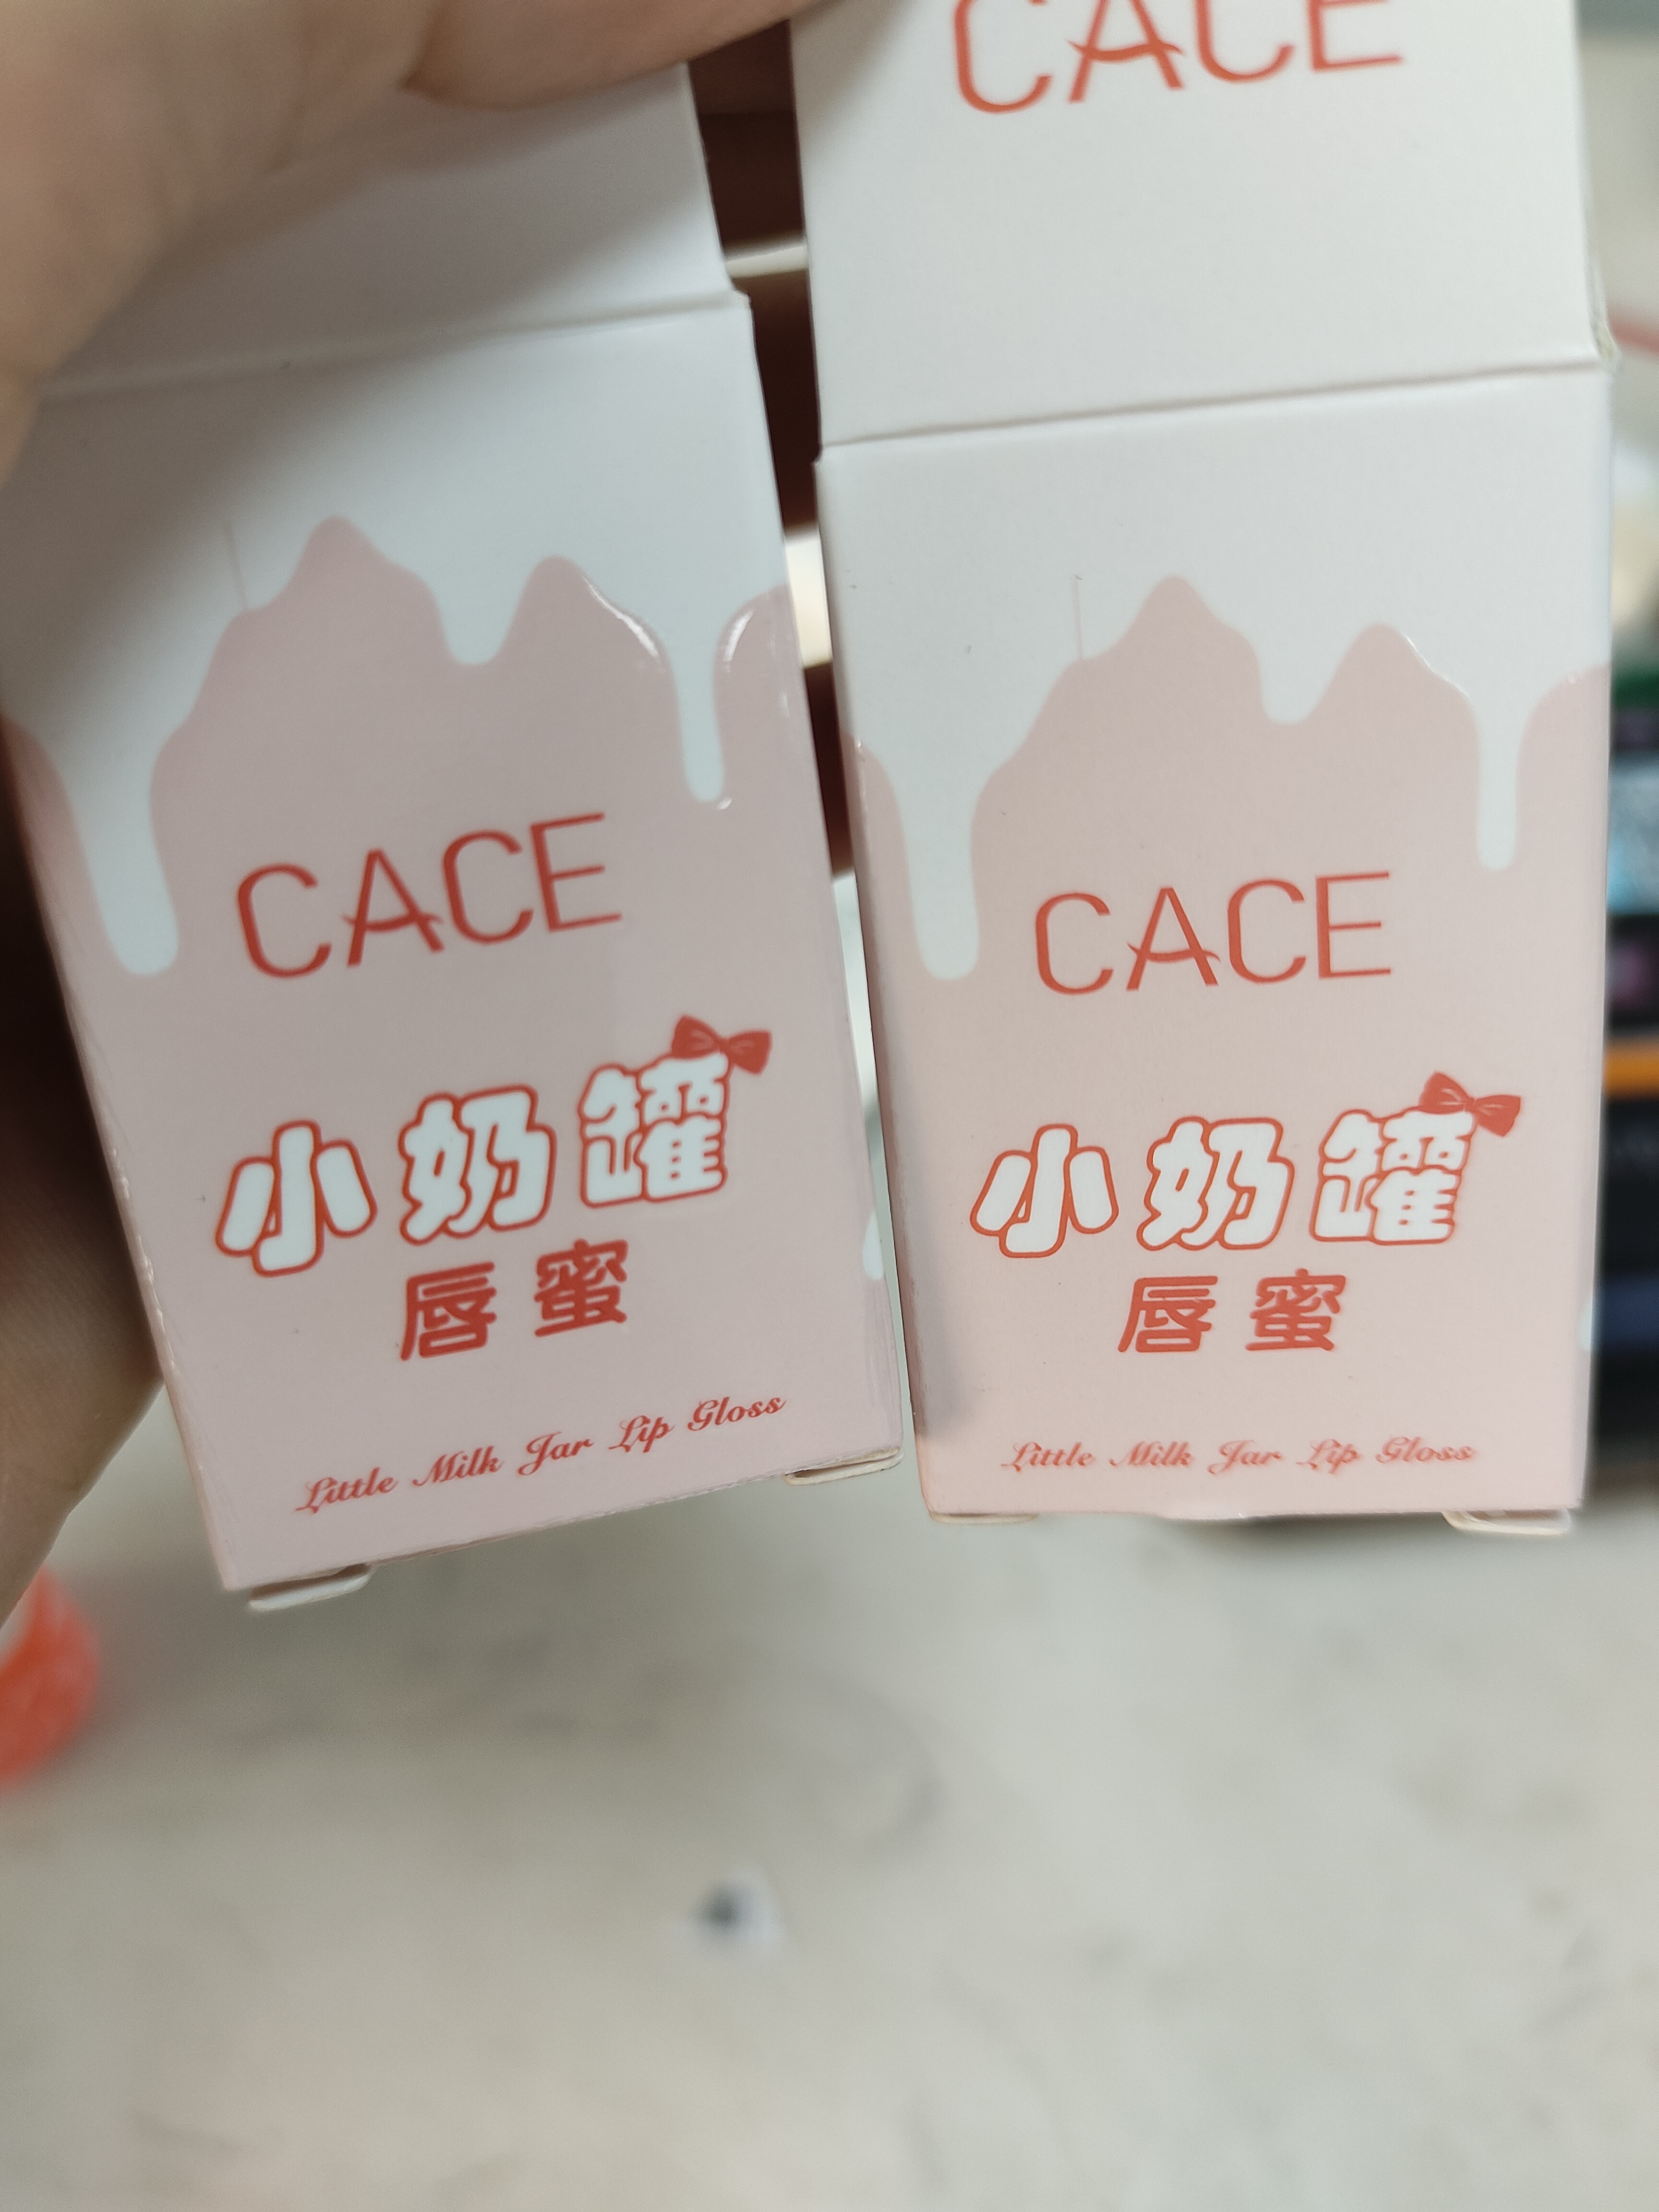 CACE
CACE
小奶罐
唇蜜
Little Milk Jar Lip Gloss
CACE
小奶罐
唇蜜
Little Milk Jar Lip Gloss